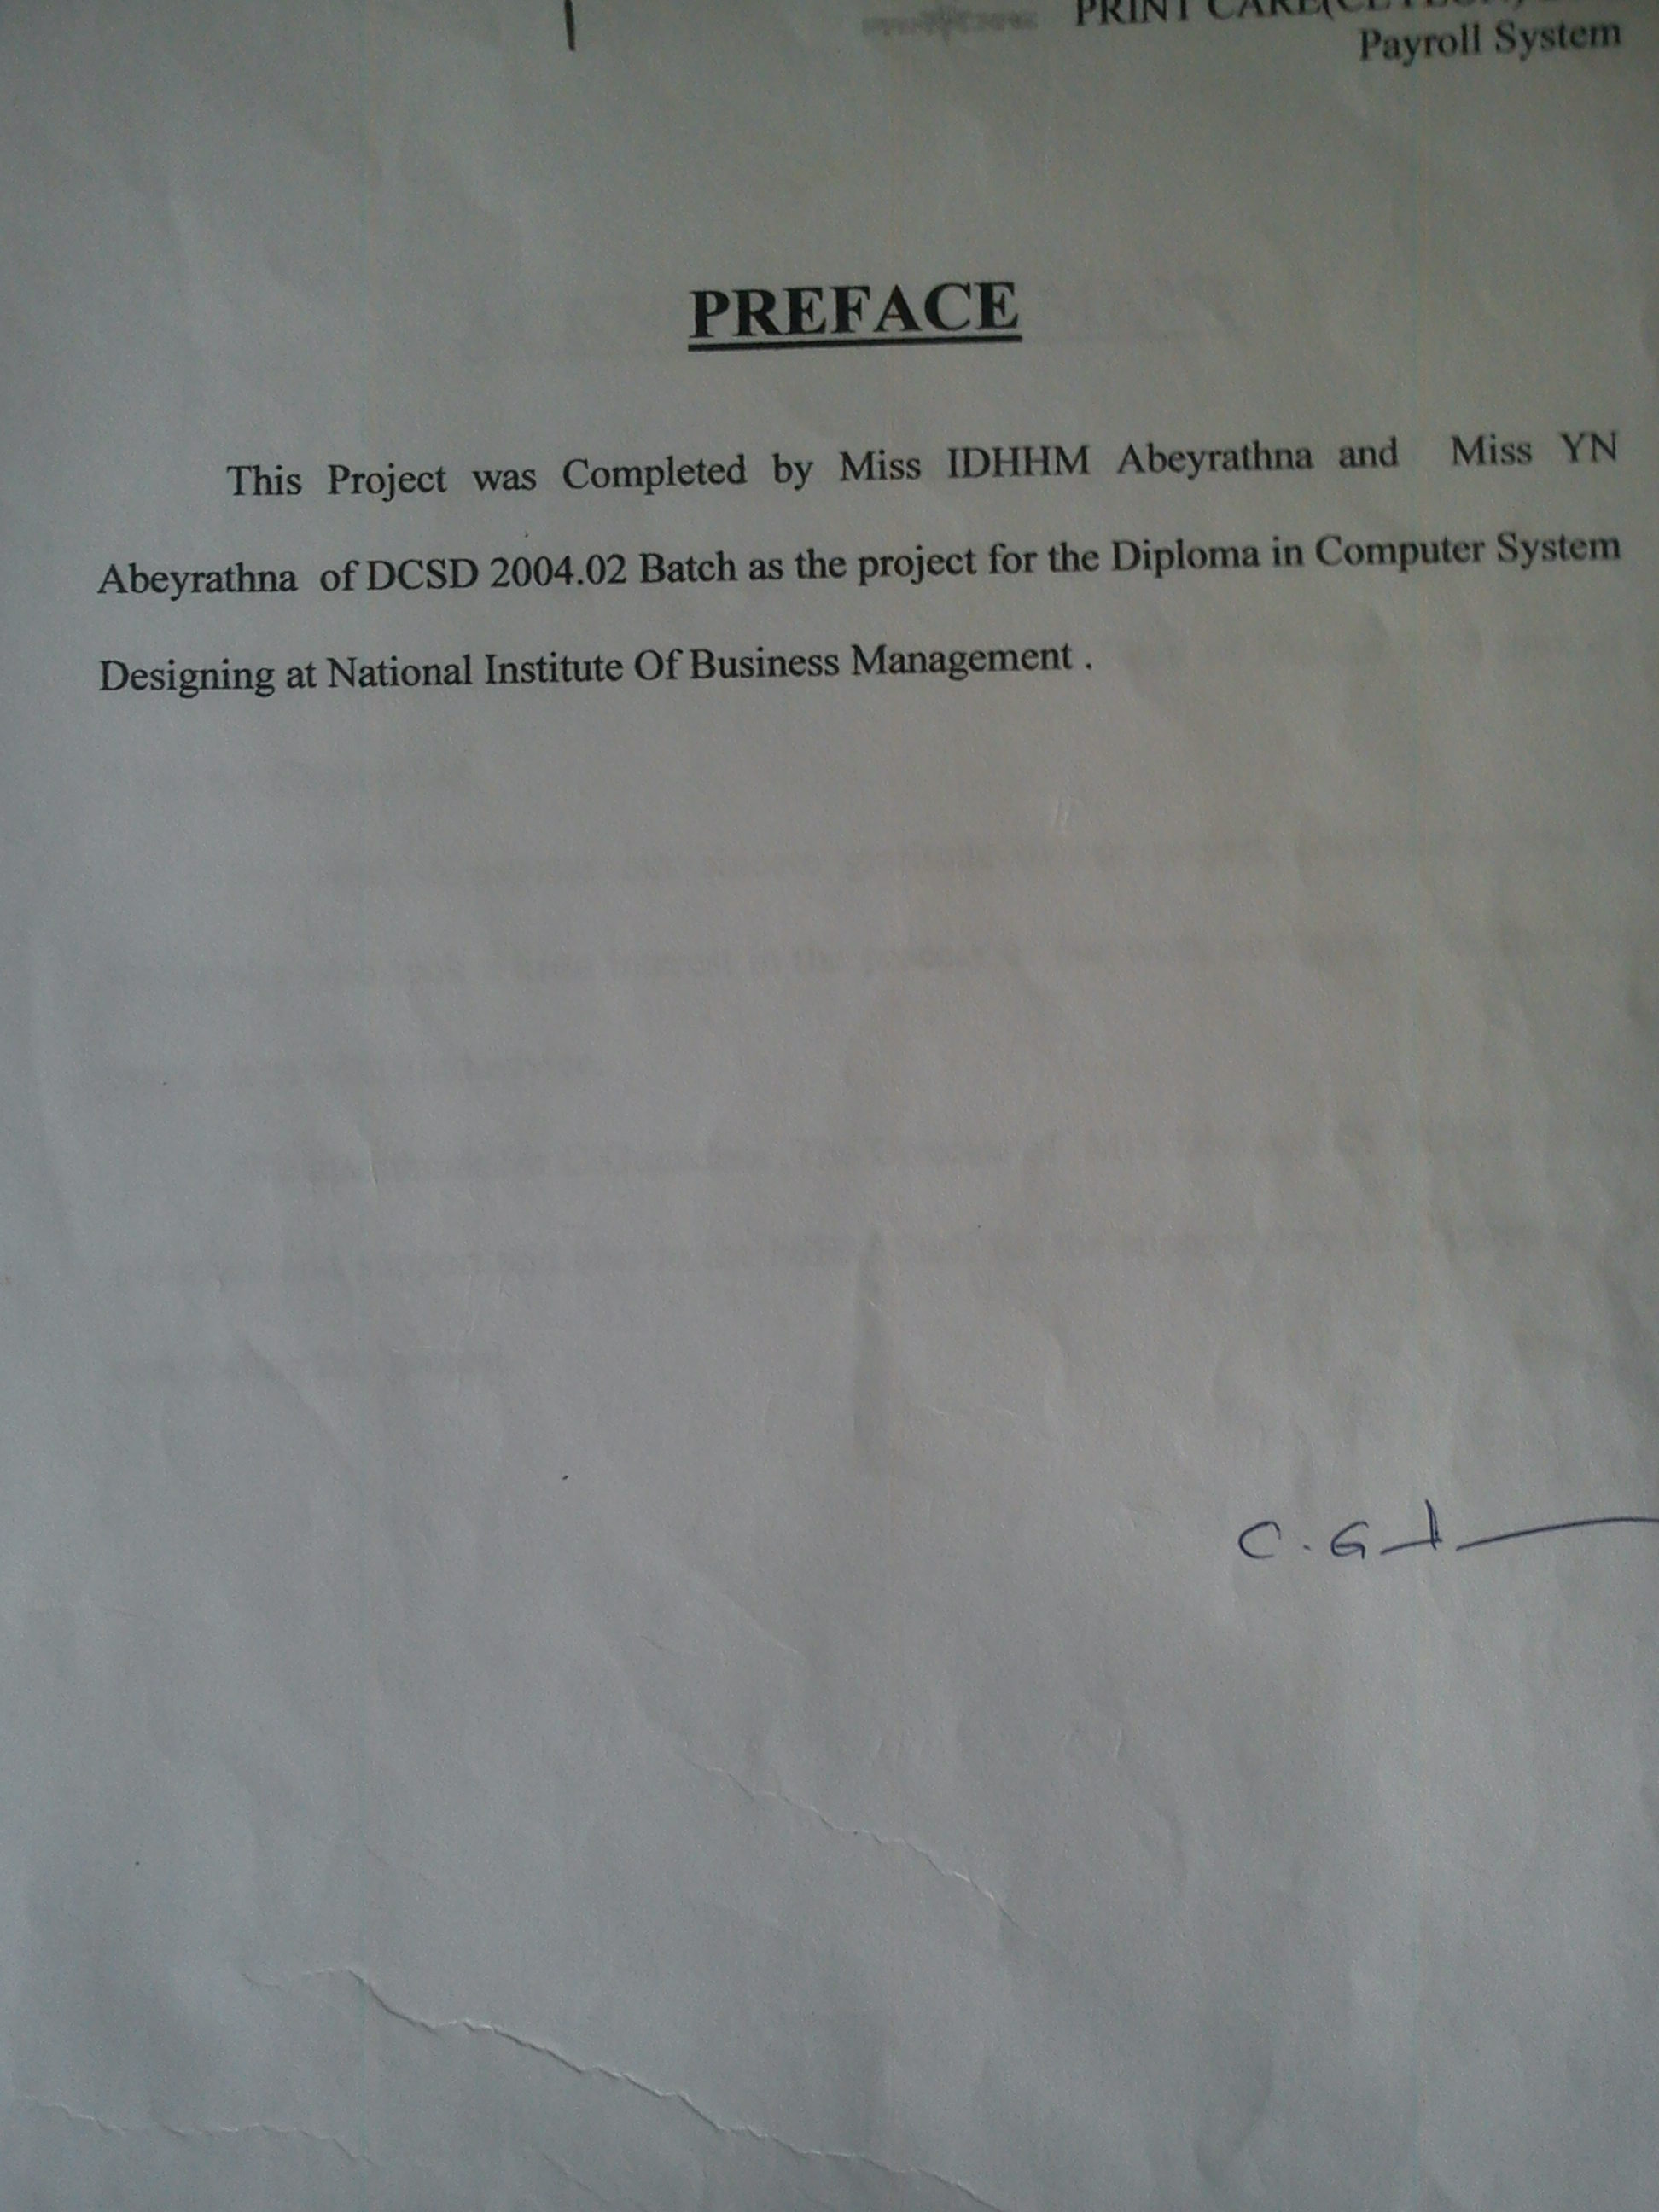 PRINT CARE(CEYLON)
Payroll System
PREFACE
This Project was Completed by Miss IDHHM Abeyrathna and Miss YN
Abeyrathna of DCSD 2004.02 Batch as the project for the Diploma in Computer System
Designing at National Institute Of Business Management .
C. G